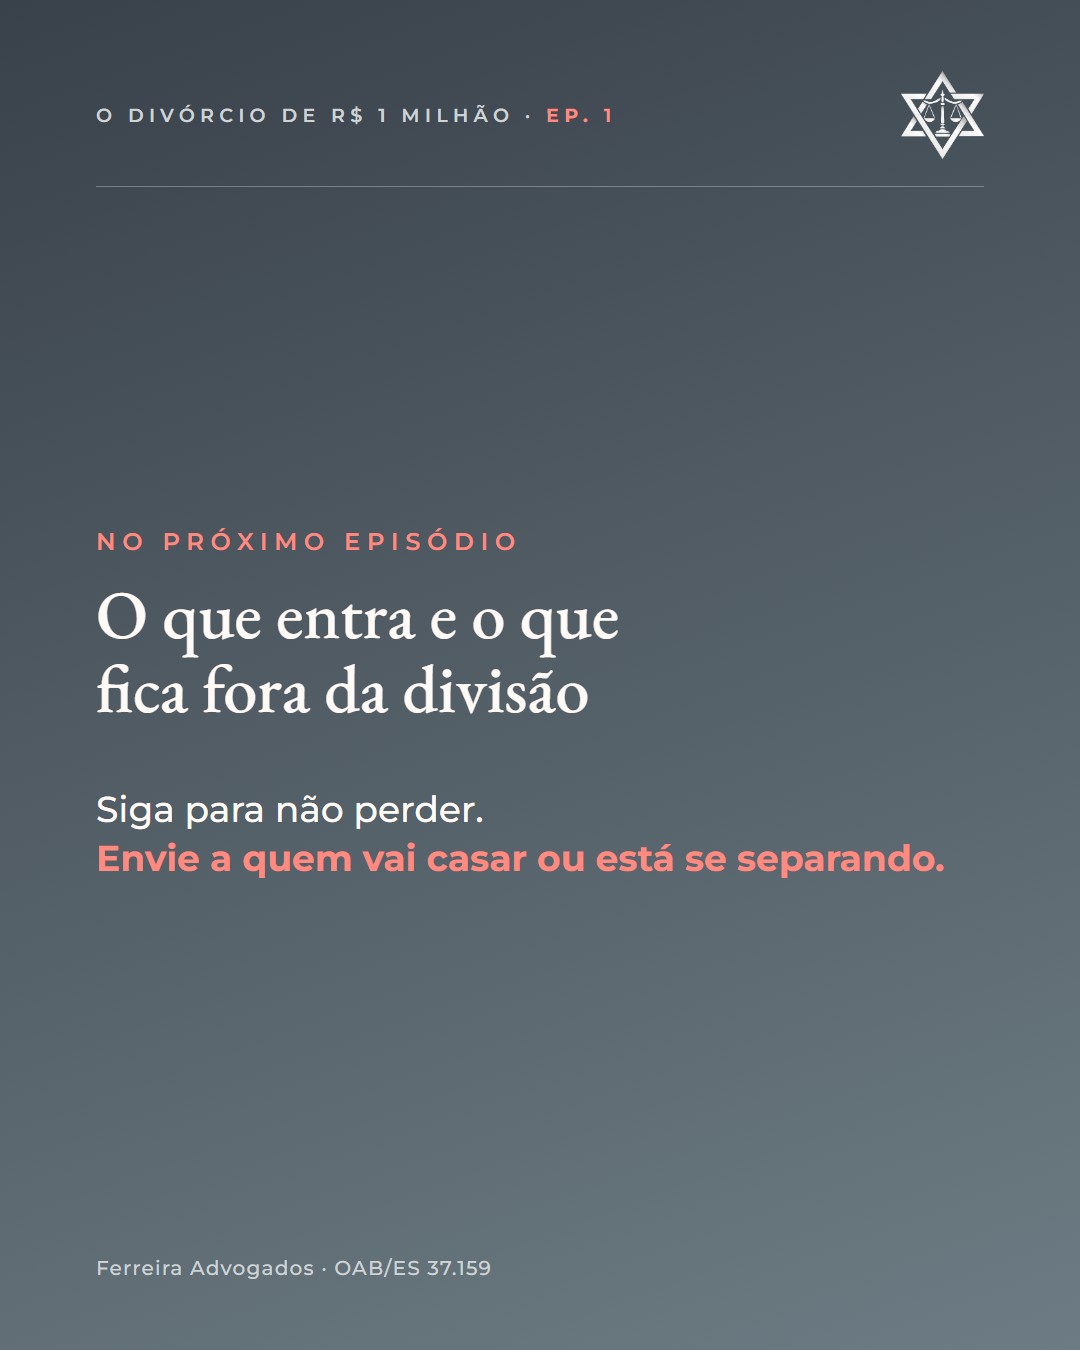 O DIVÓRCIO DE R$ 1 MILHÃO · EP. 1
NO PRÓXIMO EPISÓDIO
O que entra e o que
fica fora da divisão
Siga para não perder.
Envie a quem vai casar ou está se separando.
Ferreira Advogados · OAB/ES 37.159